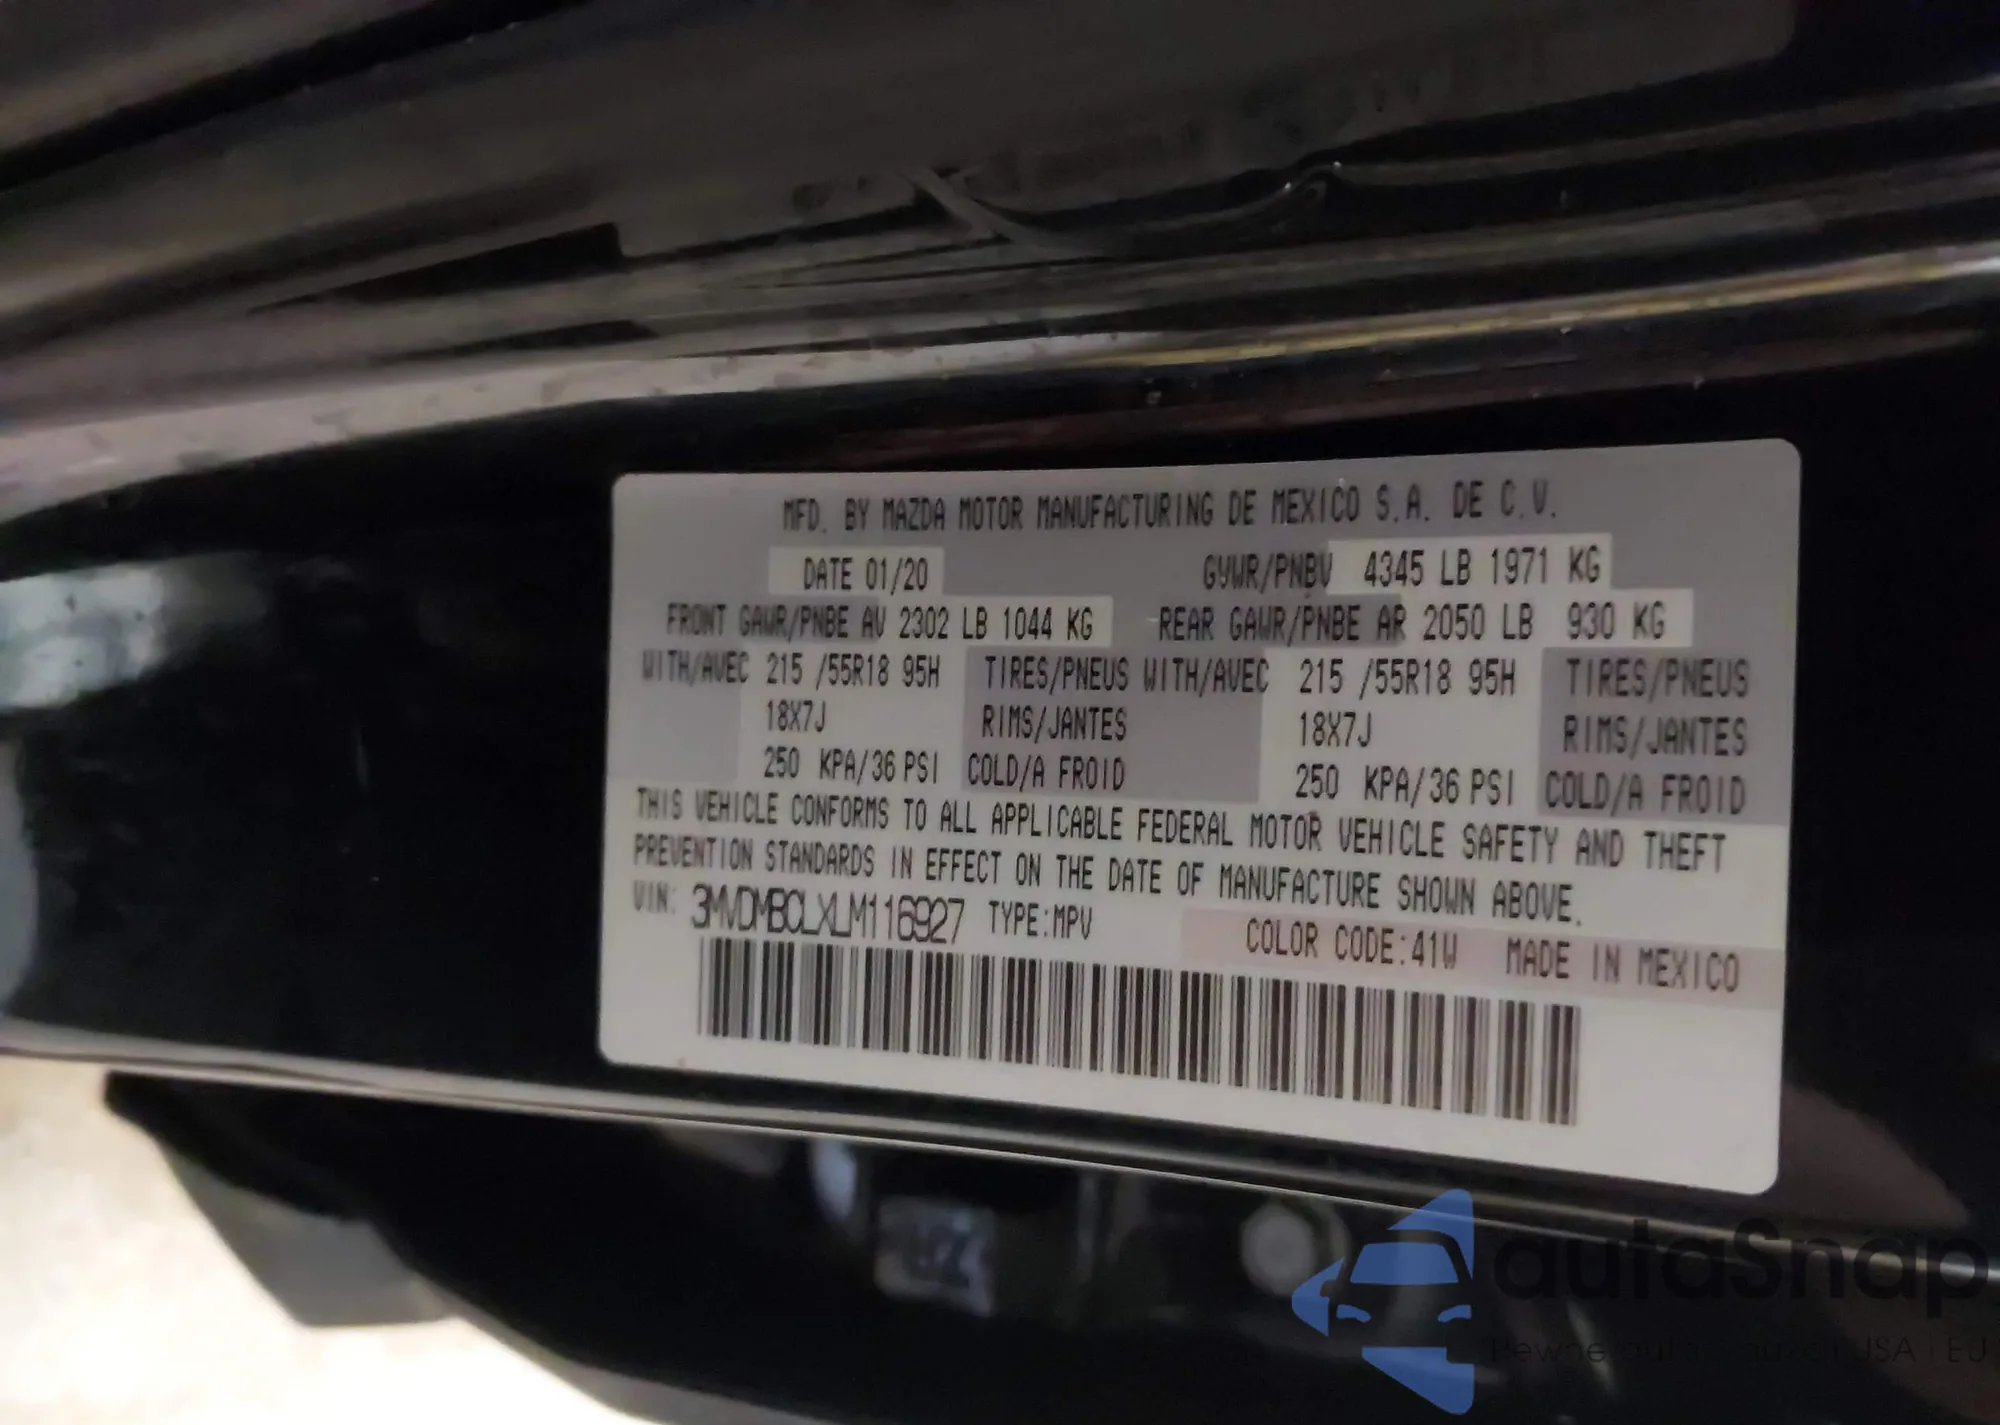 MFD. BY MAZDA MOTOR MANUFACTURING DE MEXICO S.A. DE C.V.
DATE 01/20 GVWR/PNBV 4345 LB 1971 KG
FRONT GAWR/PNBE AV 2302 LB 1044 KG REAR GAWR/PNBE AR 2050 LB 930 KG
WITH/AVEC 215 /55R18 95H TIRES/PNEUS WITH/AVEC 215 /55R18 95H TIRES/PNEUS
18X7J RIMS/JANTES 18X7J RIMS/JANTES
250 KPA/36 PSI COLD/A FROID 250 KPA/36 PSI COLD/A FROID
THIS VEHICLE CONFORMS TO ALL APPLICABLE FEDERAL MOTOR VEHICLE SAFETY AND THEFT
PREVENTION STANDARDS IN EFFECT ON THE DATE OF MANUFACTURE SHOWN ABOVE.
VIN: 3MVDMBCLXLM116927 TYPE:MPV COLOR CODE:41W MADE IN MEXICO
autaSnap
Pewne auta USA EU